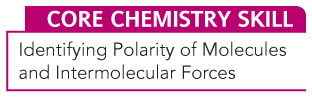 CORE CHEMISTRY SKILL
Identifying Polarity of Molecules
and Intermolecular Forces